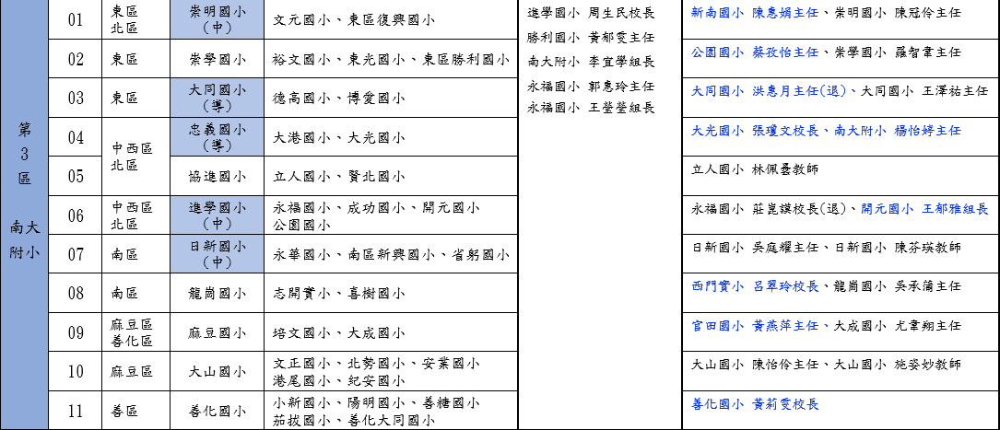 第
3
區
南大
附小
01 東區 崇明國小 文元國小、東區復興國小
北區 (中)
02 東區 崇學國小 裕文國小、東光國小、東區勝利國小
03 東區 大同國小 德高國小、博愛國小
(導)
04 中西區 忠義國小 大港國小、大光國小
北區 (導)
05 協進國小 立人國小、賢北國小
06 中西區 進學國小 永福國小、成功國小、開元國小
北區 (中) 公園國小
07 南區 日新國小 永華國小、南區新興國小、省躬國小
(中)
08 南區 龍崗國小 志開實小、喜樹國小
09 麻豆區 麻豆國小 培文國小、大成國小
善化區
10 麻豆區 大山國小 文正國小、北勢國小、安業國小
港尾國小、紀安國小
11 善區 善化國小 小新國小、陽明國小、善糖國小
茄拔國小、善化大同國小
進學國小 周生民校長
勝利國小 黃郁雯主任
南大附小 李宜學組長
永福國小 郭惠玲主任
永福國小 王瑩瑩組長
新南國小 陳惠娟主任、崇明國小 陳冠伶主任
公園國小 蔡孜怡主任、崇學國小 羅智韋主任
大同國小 洪惠月主任(退)、大同國小 王澤祐主任
大光國小 張瓊文校長、南大附小 楊怡婷主任
立人國小 林佩臻教師
永福國小 莊崑謨校長(退)、開元國小 王郁雅組長
日新國小 吳庭耀主任、日新國小 陳芬瑛教師
西門實小 呂翠玲校長、龍崗國小 吳承蒲主任
官田國小 黃燕萍主任、大成國小 尤韋翔主任
大山國小 陳怡伶主任、大山國小 施姿妙教師
善化國小 黃莉雯校長